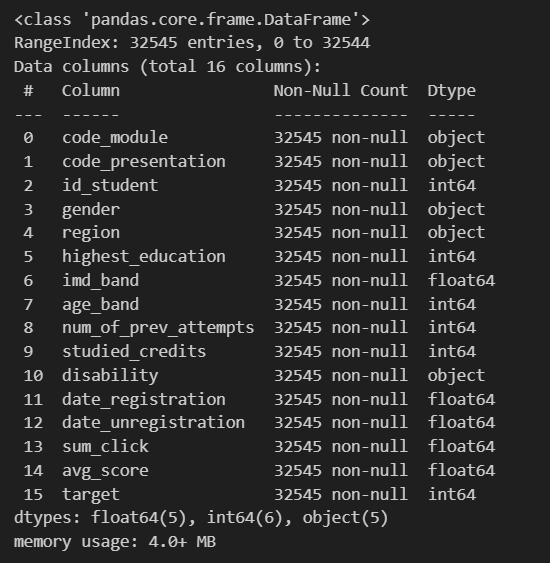 <class 'pandas.core.frame.DataFrame'>
RangeIndex: 32545 entries, 0 to 32544
Data columns (total 16 columns):
 #   Column                Non-Null Count  Dtype
---  ------                --------------  -----
 0   code_module           32545 non-null  object
 1   code_presentation     32545 non-null  object
 2   id_student            32545 non-null  int64
 3   gender                32545 non-null  object
 4   region                32545 non-null  object
 5   highest_education     32545 non-null  int64
 6   imd_band              32545 non-null  float64
 7   age_band              32545 non-null  int64
 8   num_of_prev_attempts  32545 non-null  int64
 9   studied_credits       32545 non-null  int64
 10  disability            32545 non-null  object
 11  date_registration     32545 non-null  float64
 12  date_unregistration   32545 non-null  float64
 13  sum_click             32545 non-null  float64
 14  avg_score             32545 non-null  float64
 15  target                32545 non-null  int64
dtypes: float64(5), int64(6), object(5)
memory usage: 4.0+ MB